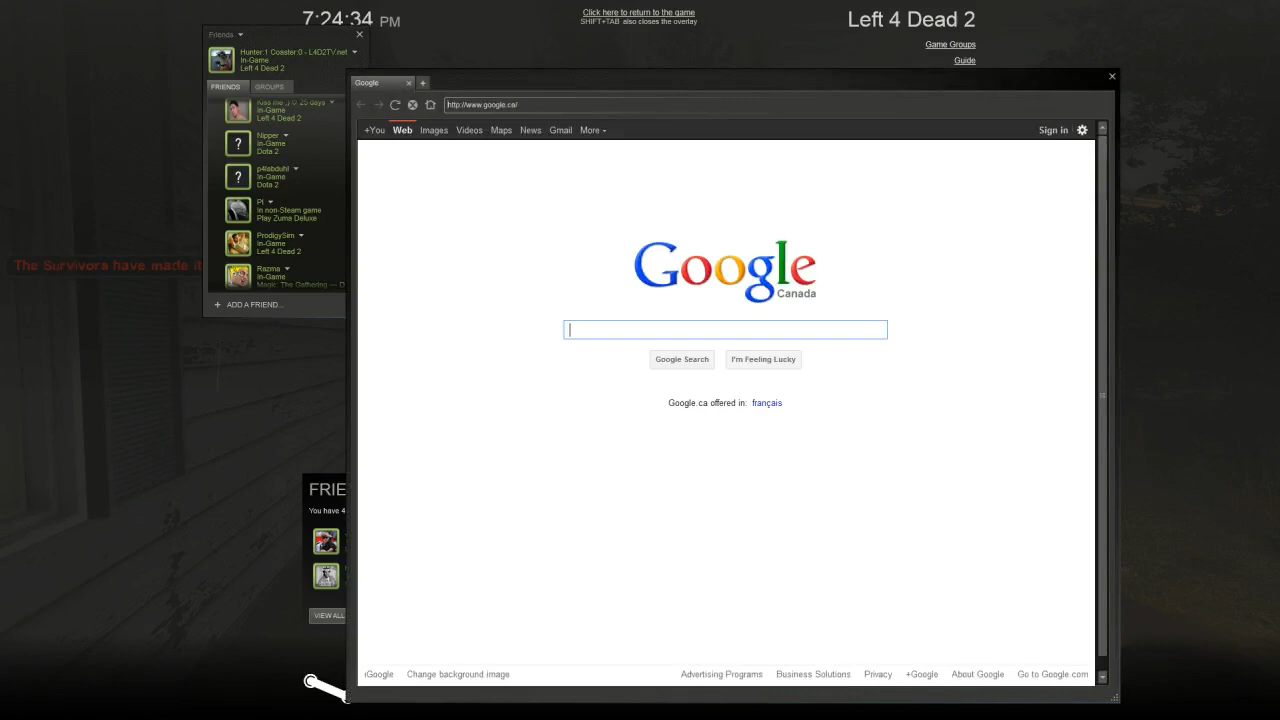 7:24:34 PM
Click here to return to the game
SHIFT+TAB also closes the overlay
Left 4 Dead 2
Game Groups
Guide
Friends
Hunter:1 Coaster:0 - L4D2TV.net
In-Game
Left 4 Dead 2
FRIENDS GROUPS
Kiss me ;) © 25 days
In-Game
Left 4 Dead 2
Nipper
In-Game
Dota 2
p4labduhl
In-Game
Dota 2
In non-Steam game
Play Zuma Deluxe
ProdigySim
In-Game
Left 4 Dead 2
Razma
In-Game
Magic: The Gathering — D
+ ADD A FRIEND...
The Survivors have made it
FRIE
You have 4
VIEW ALL
Google
http://www.google.ca/
+You Web Images Videos Maps News Gmail More
Sign in
Google
Canada
Google Search I'm Feeling Lucky
Google.ca offered in: français
iGoogle Change background image Advertising Programs Business Solutions Privacy +Google About Google Go to Google.com